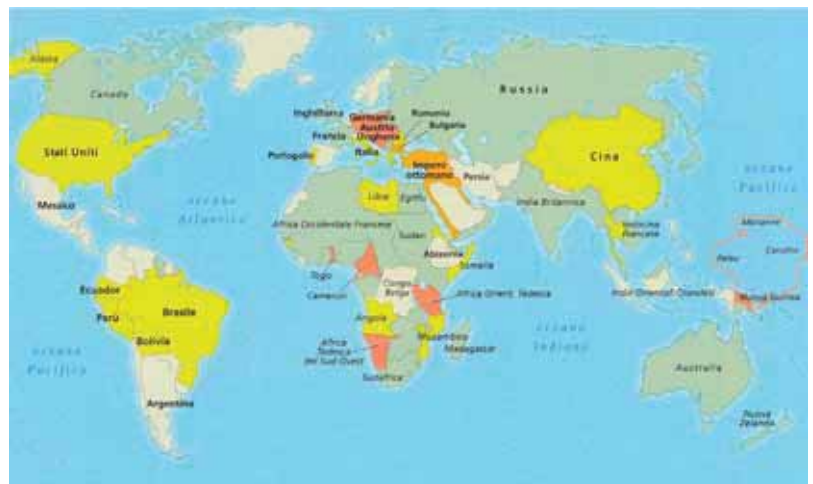 Alaska
Canada
Stati Uniti
Messico
oceano
Atlantico
Ecuador
Perù
Brasile
Bolivia
Argentina
oceano
Pacifico
Inghilterra
Germania
Austria
Ungheria
Francia
Italia
Portogallo
Romania
Bulgaria
Russia
Impero
ottomano
Persia
Cina
oceano
Pacifico
Libia
Egitto
Africa Occidentale Francese
Sudan
Abissinia
Somalia
Togo
Camerun
Congo
Belga
Africa Orient. Tedesca
Angola
Mozambico
Madagascar
Africa
Tedesca
del Sud-Ovest
Sudafrica
India Britannica
Indocina
Francese
Indie Orientali Olandesi
oceano
Indiano
Marianne
Caroline
Palau
Nuova Guinea
Australia
Nuova
Zelanda